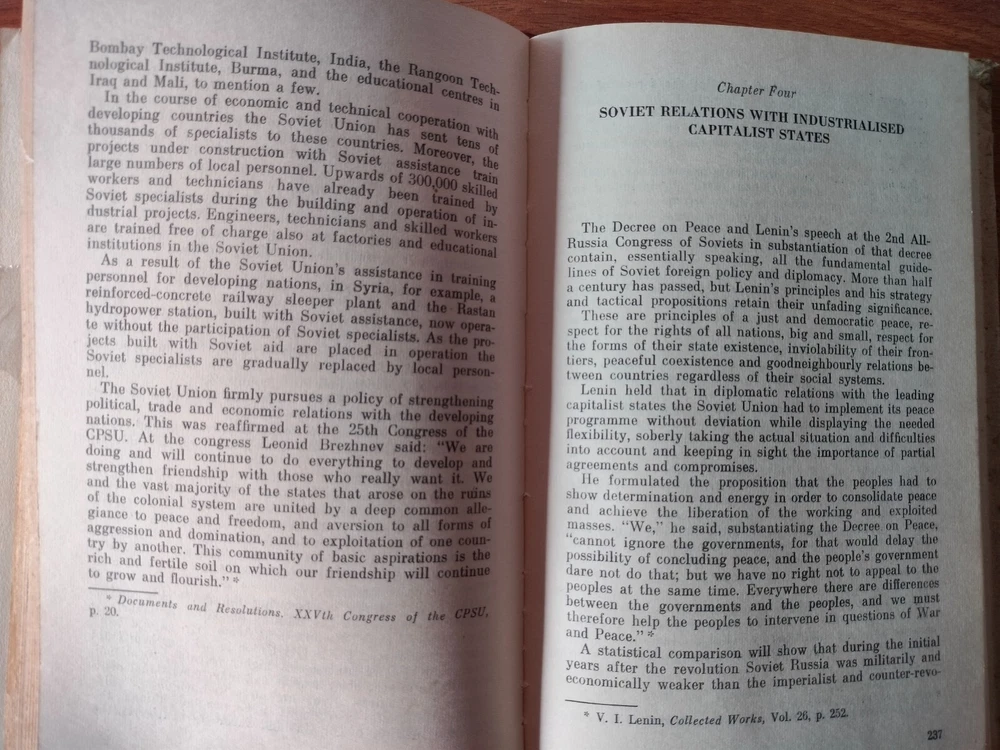 Bombay Technological Institute, India, the Rangoon Tech-
nological Institute, Burma, and the educational centres in
Iraq and Mali, to mention a few.
In the course of economic and technical cooperation with
developing countries the Soviet Union has sent tens of
thousands of specialists to these countries. Moreover, the
projects under construction with Soviet assistance train
large numbers of local personnel. Upwards of 300,000 skilled
workers and technicians have already been trained by
Soviet specialists during the building and operation of in-
dustrial projects. Engineers, technicians and skilled workers
are trained free of charge also at factories and educational
institutions in the Soviet Union.
As a result of the Soviet Union's assistance in training
personnel for developing nations, in Syria, for example, a
reinforced-concrete railway sleeper plant and the Rastan
hydropower station, built with Soviet assistance, now opera-
te without the participation of Soviet specialists. As the pro-
jects built with Soviet aid are placed in operation the
Soviet specialists are gradually replaced by local person-
nel.
The Soviet Union firmly pursues a policy of strengthening
political, trade and economic relations with the developing
nations. This was reaffirmed at the 25th Congress of the
CPSU. At the congress Leonid Brezhnev said: "We are
doing and will continue to do everything to develop and
strengthen friendship with those who really want it. We
and the vast majority of the states that arose on the ruins
of the colonial system are united by a deep common alle-
giance to peace and freedom, and aversion to all forms of
aggression and domination, and to exploitation of one coun-
try by another. This community of basic aspirations is the
rich and fertile soil on which our friendship will continue
to grow and flourish." *
* Documents and Resolutions. XXVth Congress of the CPSU,
p. 20.
Chapter Four
SOVIET RELATIONS WITH INDUSTRIALISED
CAPITALIST STATES
The Decree on Peace and Lenin's speech at the 2nd All-
Russia Congress of Soviets in substantiation of that decree
contain, essentially speaking, all the fundamental guide-
lines of Soviet foreign policy and diplomacy. More than half
a century has passed, but Lenin's principles and his strategy
and tactical propositions retain their unfading significance.
These are principles of a just and democratic peace, re-
spect for the rights of all nations, big and small, respect for
the forms of their state existence, inviolability of their fron-
tiers, peaceful coexistence and goodneighbourly relations be-
tween countries regardless of their social systems.
Lenin held that in diplomatic relations with the leading
capitalist states the Soviet Union had to implement its peace
programme without deviation while displaying the needed
flexibility, soberly taking the actual situation and difficulties
into account and keeping in sight the importance of partial
agreements and compromises.
He formulated the proposition that the peoples had to
show determination and energy in order to consolidate peace
and achieve the liberation of the working and exploited
masses. "We," he said, substantiating the Decree on Peace,
"cannot ignore the governments, for that would delay the
possibility of concluding peace, and the people's government
dare not do that; but we have no right not to appeal to the
peoples at the same time. Everywhere there are differences
between the governments and the peoples, and we must
therefore help the peoples to intervene in questions of War
and Peace." *
A statistical comparison will show that during the initial
years after the revolution Soviet Russia was militarily and
economically weaker than the imperialist and counter-revo-
* V. I. Lenin, Collected Works, Vol. 26, p. 252.
237